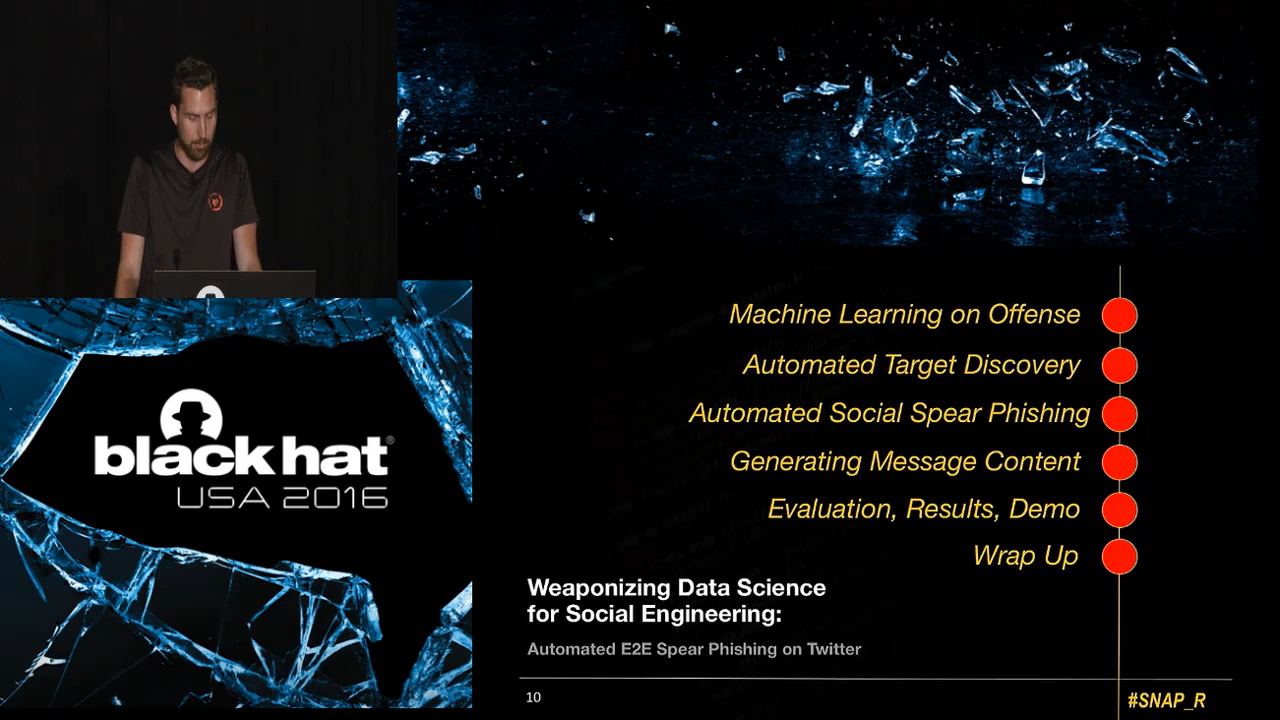 Machine Learning on Offense
Automated Target Discovery
Automated Social Spear Phishing
Generating Message Content
Evaluation, Results, Demo
Wrap Up
black hat®
USA 2016
Weaponizing Data Science
for Social Engineering:
Automated E2E Spear Phishing on Twitter
10
#SNAP_R